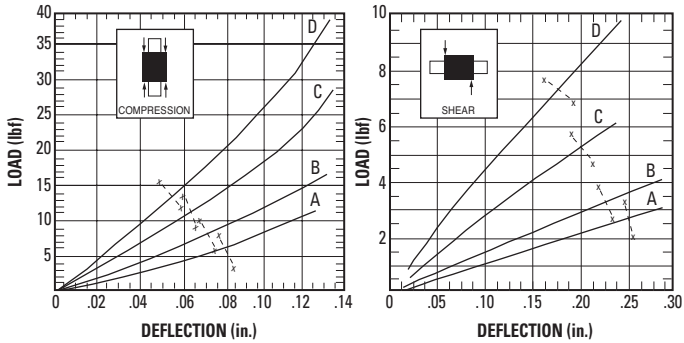 40
35
30
25
20
15
10
5
LOAD (lbf)
COMPRESSION
D
C
B
A
0 .02 .04 .06 .08 .10 .12 .14
DEFLECTION (in.)
10
8
6
4
2
LOAD (lbf)
SHEAR
D
C
B
A
0 .05 .10 .15 .20 .25 .30
DEFLECTION (in.)